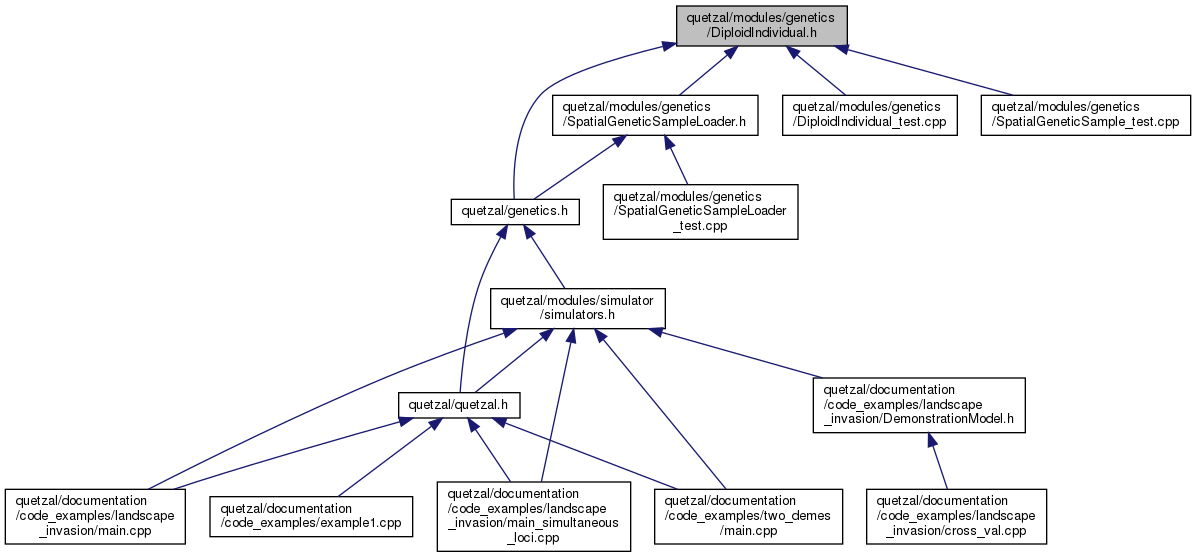 quetzal/modules/genetics
/DiploidIndividual.h
quetzal/modules/genetics
/SpatialGeneticSampleLoader.h
quetzal/modules/genetics
/DiploidIndividual_test.cpp
quetzal/modules/genetics
/SpatialGeneticSample_test.cpp
quetzal/genetics.h
quetzal/modules/genetics
/SpatialGeneticSampleLoader
_test.cpp
quetzal/modules/simulator
/simulators.h
quetzal/quetzal.h
quetzal/documentation
/code_examples/landscape
_invasion/DemonstrationModel.h
quetzal/documentation
/code_examples/landscape
_invasion/main.cpp
quetzal/documentation
/code_examples/example1.cpp
quetzal/documentation
/code_examples/landscape
_invasion/main_simultaneous
_loci.cpp
quetzal/documentation
/code_examples/two_demes
/main.cpp
quetzal/documentation
/code_examples/landscape
_invasion/cross_val.cpp